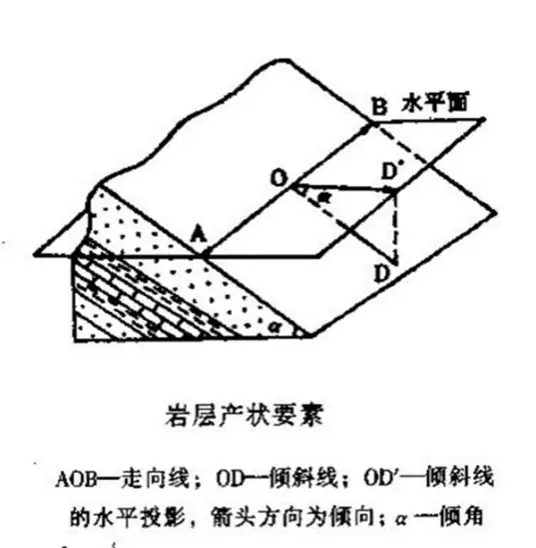 B 水平面
O α D′
A
D
α
岩层产状要素
AOB—走向线；OD—倾斜线；OD′—倾斜线
的水平投影，箭头方向为倾向；α—倾角